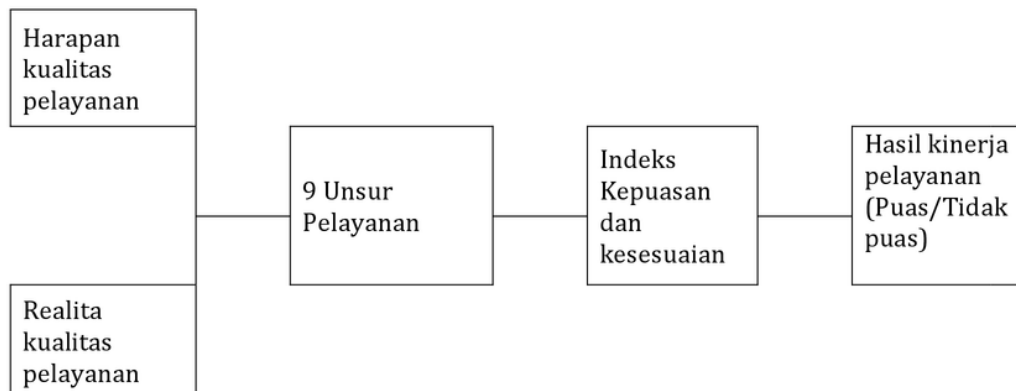 Harapan
kualitas
pelayanan
Realita
kualitas
pelayanan
9 Unsur
Pelayanan
Indeks
Kepuasan
dan
kesesuaian
Hasil kinerja
pelayanan
(Puas/Tidak
puas)